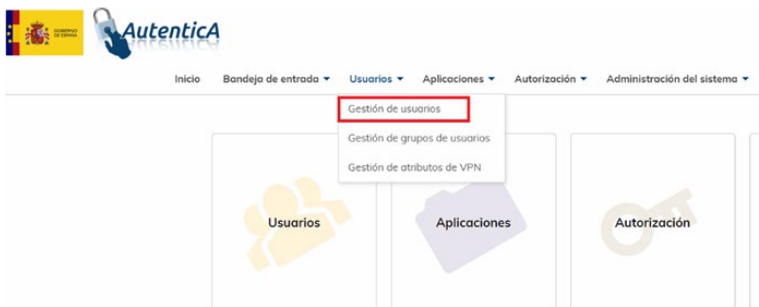 GOBIERNO
DE ESPAÑA
AutenticA
Inicio Bandeja de entrada Usuarios Aplicaciones Autorización Administración del sistema
Gestión de usuarios
Gestión de grupos de usuarios
Gestión de atributos de VPN
Usuarios Aplicaciones Autorización